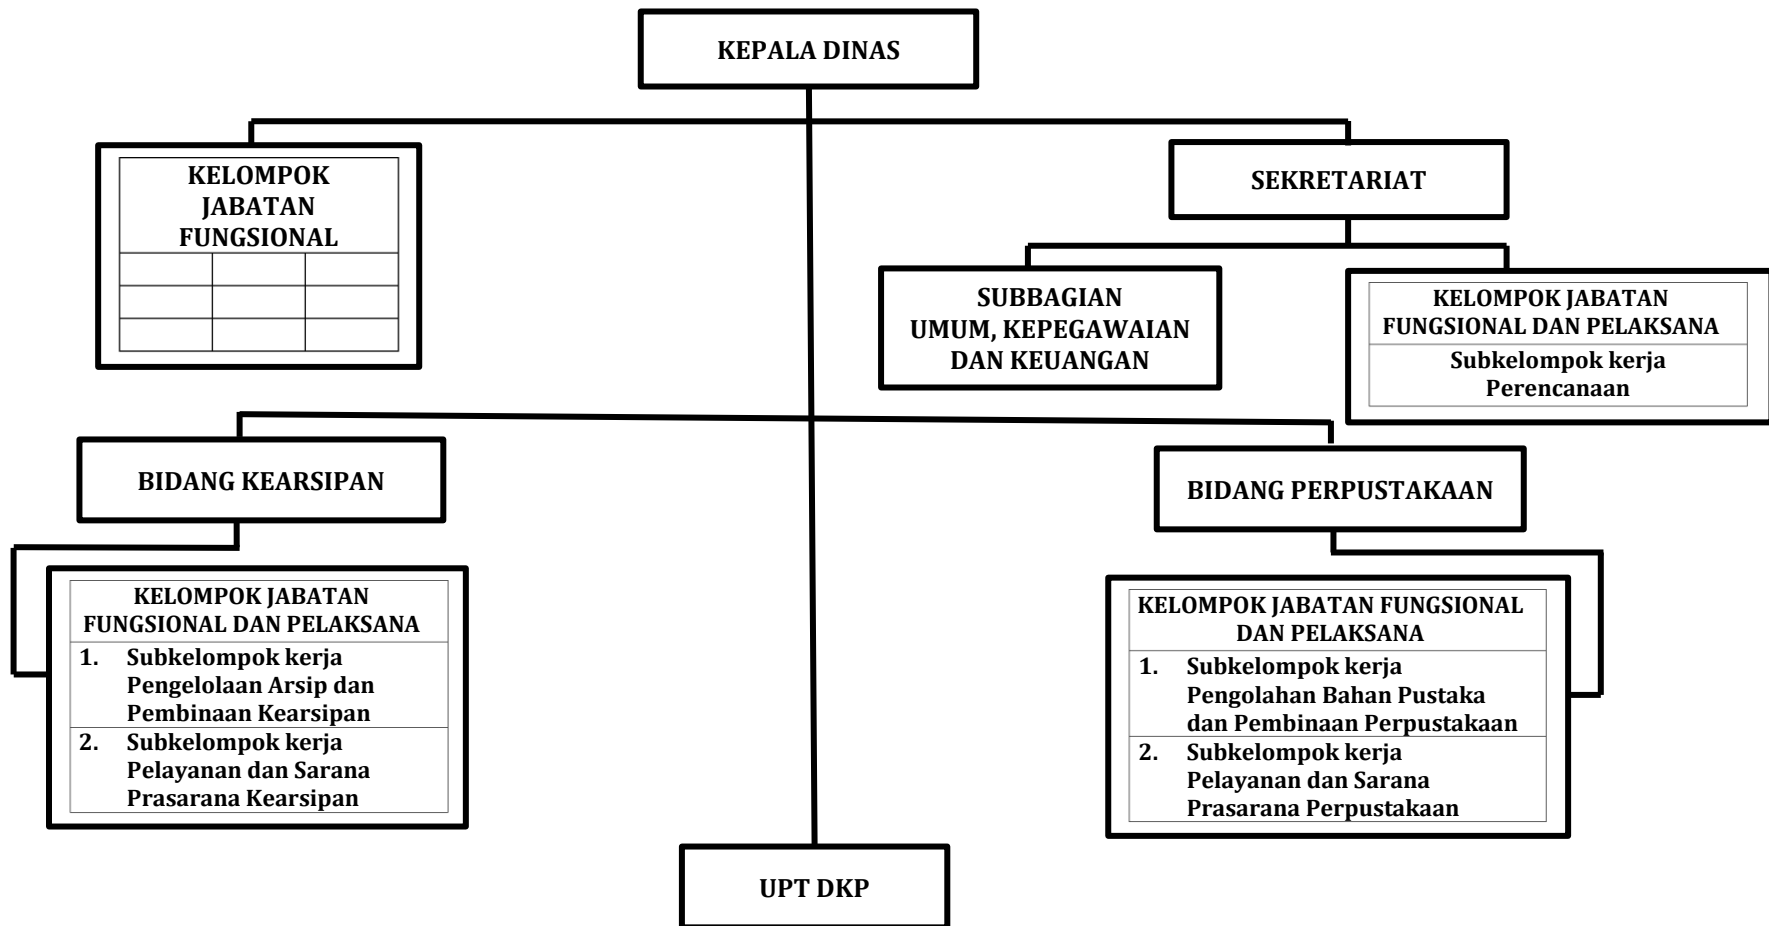 KEPALA DINAS
KELOMPOK
JABATAN
FUNGSIONAL
SEKRETARIAT
SUBBAGIAN
UMUM, KEPEGAWAIAN
DAN KEUANGAN
KELOMPOK JABATAN
FUNGSIONAL DAN PELAKSANA
Subkelompok kerja
Perencanaan
BIDANG KEARSIPAN
BIDANG PERPUSTAKAAN
KELOMPOK JABATAN
FUNGSIONAL DAN PELAKSANA
1. Subkelompok kerja
Pengelolaan Arsip dan
Pembinaan Kearsipan
2. Subkelompok kerja
Pelayanan dan Sarana
Prasarana Kearsipan
KELOMPOK JABATAN FUNGSIONAL
DAN PELAKSANA
1. Subkelompok kerja
Pengolahan Bahan Pustaka
dan Pembinaan Perpustakaan
2. Subkelompok kerja
Pelayanan dan Sarana
Prasarana Perpustakaan
UPT DKP